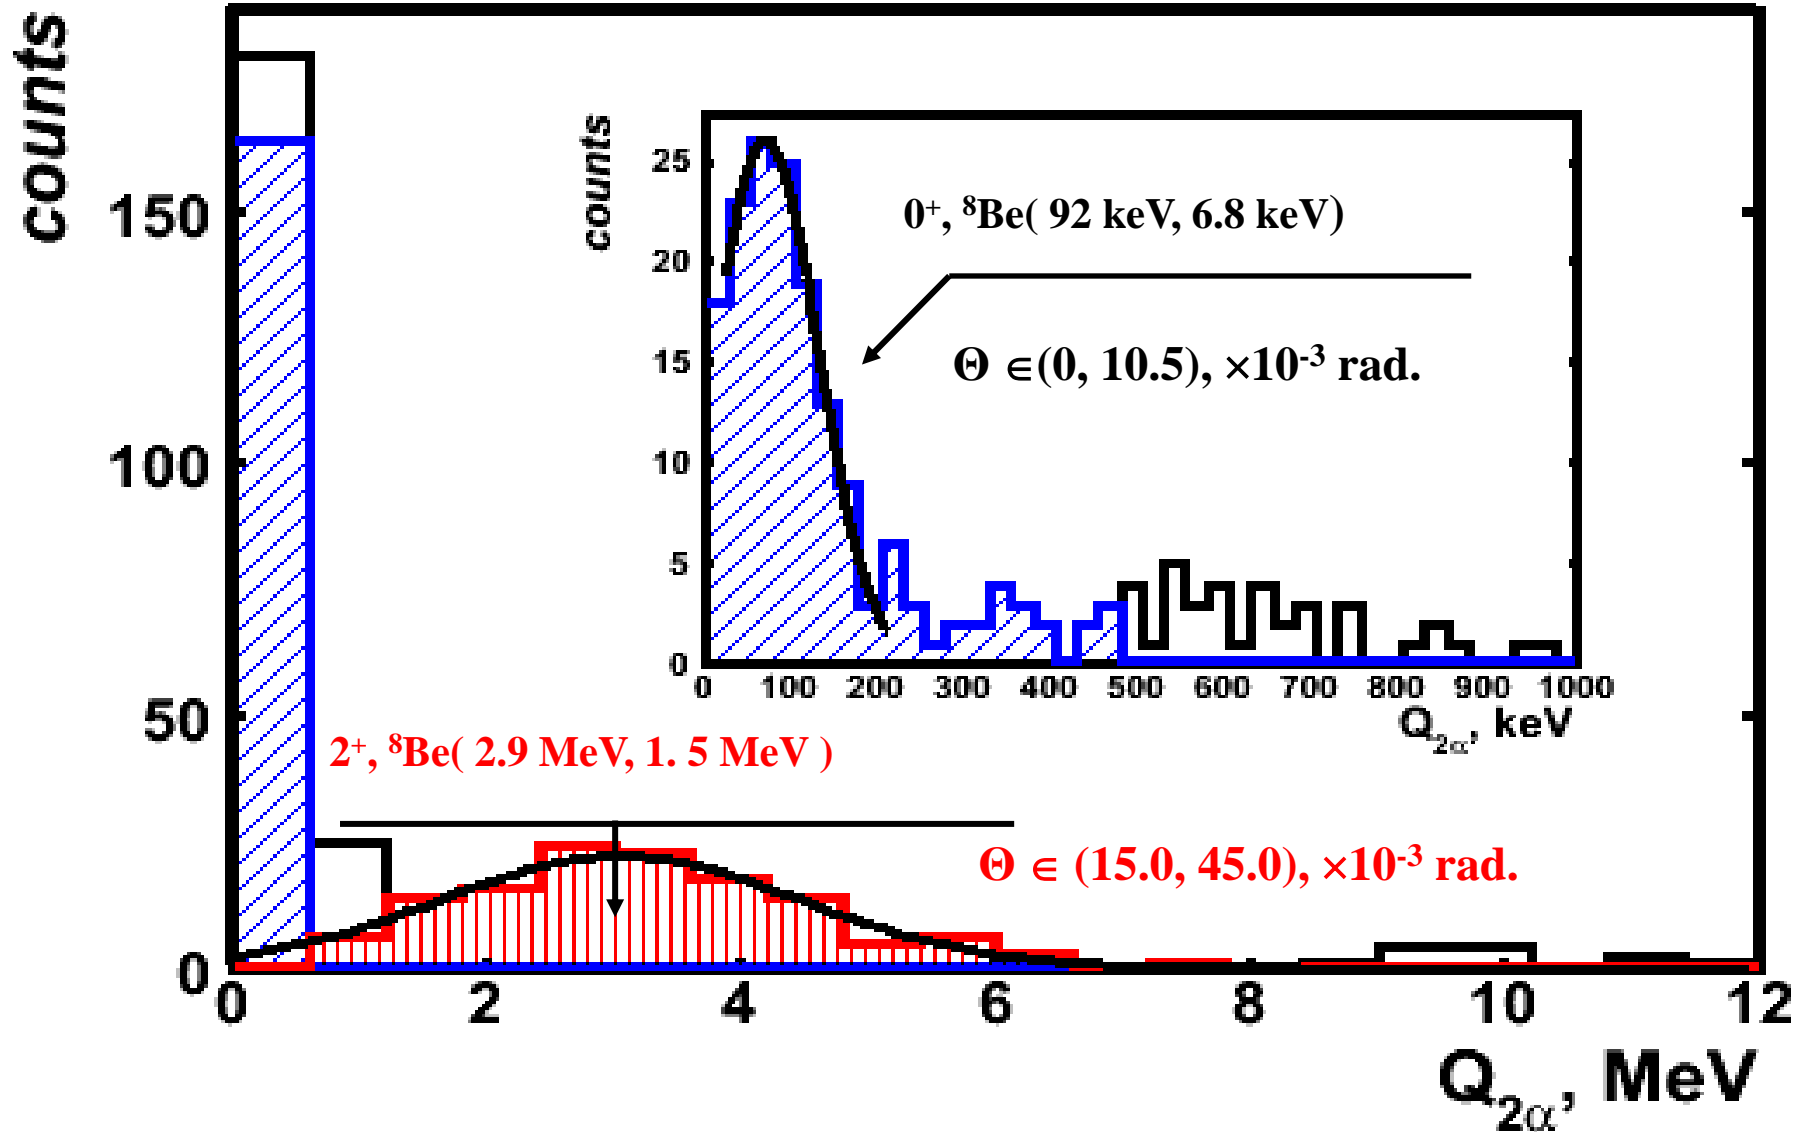 counts
150
100
50
0
0 2 4 6 8 10 12
Q2α, MeV
counts
25
20
15
10
5
0
0 100 200 300 400 500 600 700 800 900 1000
Q2α, keV
0⁺, ⁸Be( 92 keV, 6.8 keV)
Θ ∈(0, 10.5), ×10⁻³ rad.
2⁺, ⁸Be( 2.9 MeV, 1. 5 MeV )
Θ ∈ (15.0, 45.0), ×10⁻³ rad.